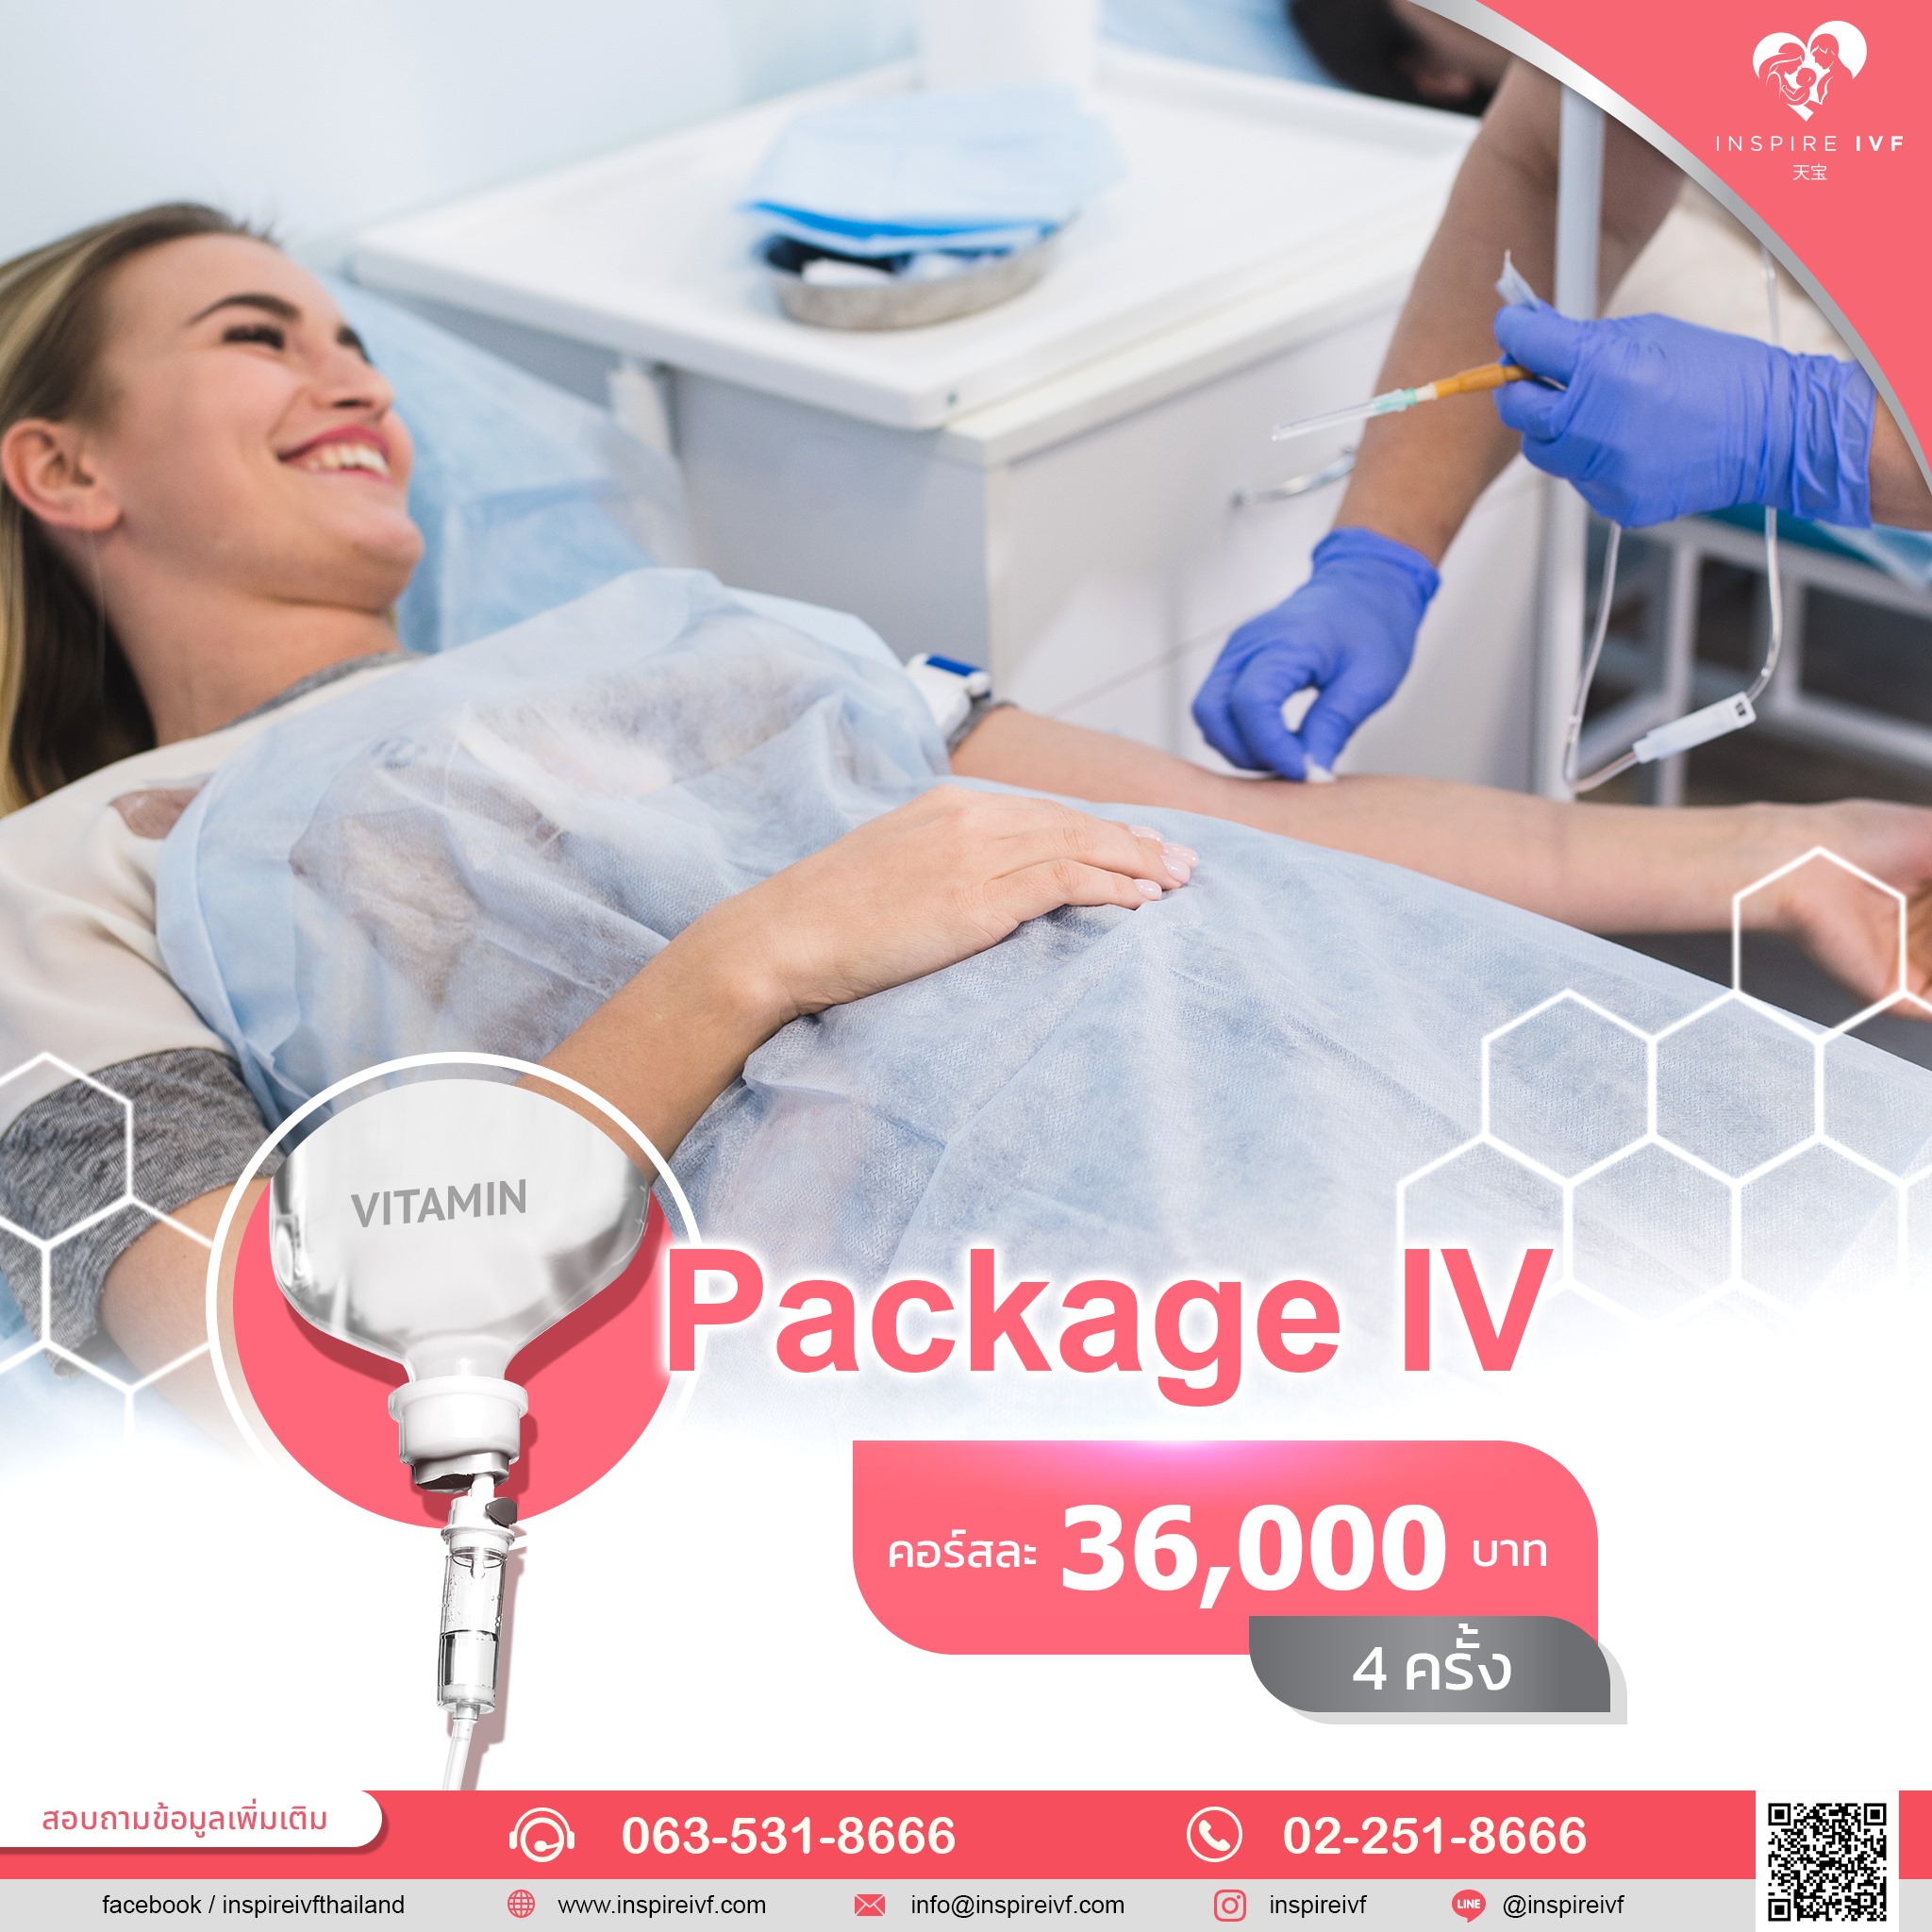 INSPIRE IVF
天宝
VITAMIN
Package IV
คอร์สละ 36,000 บาท
4 ครั้ง
สอบถามข้อมูลเพิ่มเติม
063-531-8666
02-251-8666
facebook / inspireivfthailand
www.inspireivf.com
info@inspireivf.com
inspireivf
LINE @inspireivf